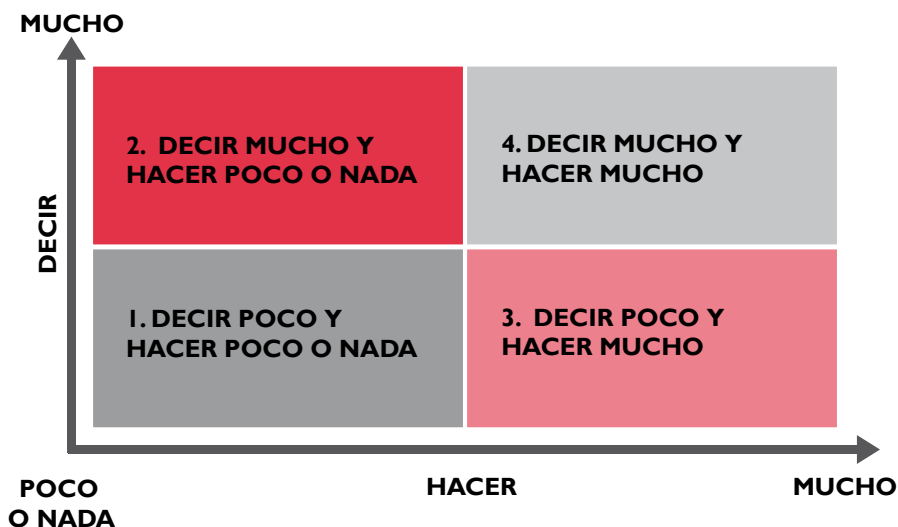 MUCHO
2. DECIR MUCHO Y
HACER POCO O NADA
4. DECIR MUCHO Y
HACER MUCHO
DECIR
1. DECIR POCO Y
HACER POCO O NADA
3. DECIR POCO Y
HACER MUCHO
POCO
O NADA
HACER
MUCHO